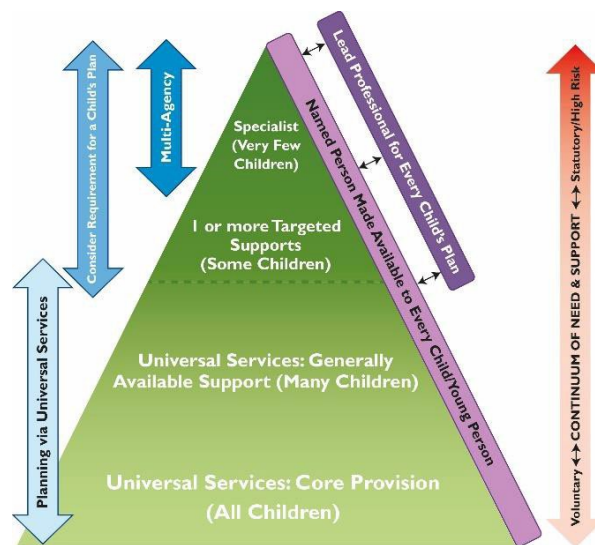 Consider Requirement for a Child's Plan
Multi-Agency
Planning via Universal Services
Specialist
(Very Few
Children)
1 or more Targeted
Supports
(Some Children)
Universal Services: Generally
Available Support (Many Children)
Universal Services: Core Provision
(All Children)
Named Person Made Available to Every Child/Young Person
Lead Professional for Every Child's Plan
Voluntary ↔ CONTINUUM OF NEED & SUPPORT ↔ Statutory/High Risk